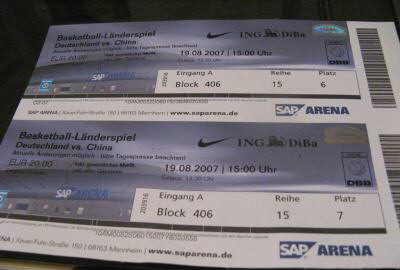 Basketball-Länderspiel
Deutschland vs. China
Aktuelle Änderungen möglich - bitte Tagespresse beachten!
EUR 20,00
ING DiBa
19.08.2007 | 15:00 Uhr
DBB
SAP ARENA
Eingang A
Block 406
Reihe
15
Platz
6
SAP ARENA | Xaver-Fuhr-Straße 150 | 68163 Mannheim | www.saparena.de
SAP ARENA
Basketball-Länderspiel
Deutschland vs. China
Aktuelle Änderungen möglich - bitte Tagespresse beachten!
EUR 20,00
ING DiBa
19.08.2007 | 15:00 Uhr
Einlass: 13.30 Uhr
DBB
SAP ARENA
203916
Eingang A
Block 406
Reihe
15
Platz
7
ARENA | Xaver-Fuhr-Straße 150 | 68163 Mannheim | www.saparena.de
SAP ARENA